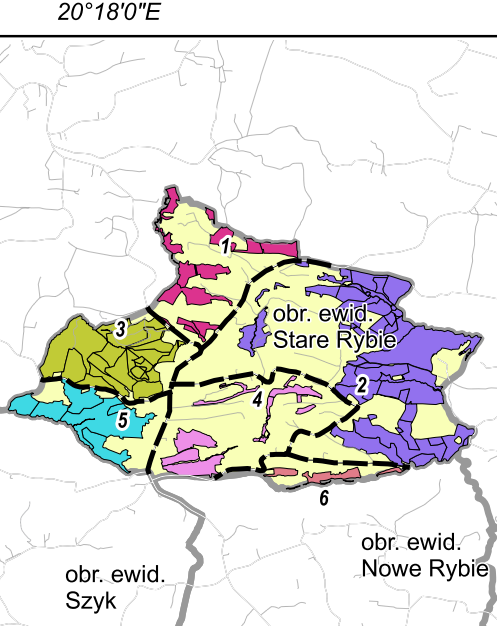 20°18'0"E
1
obr. ewid.
Stare Rybie
3
2
4
5
6
obr. ewid.
Nowe Rybie
obr. ewid.
Szyk